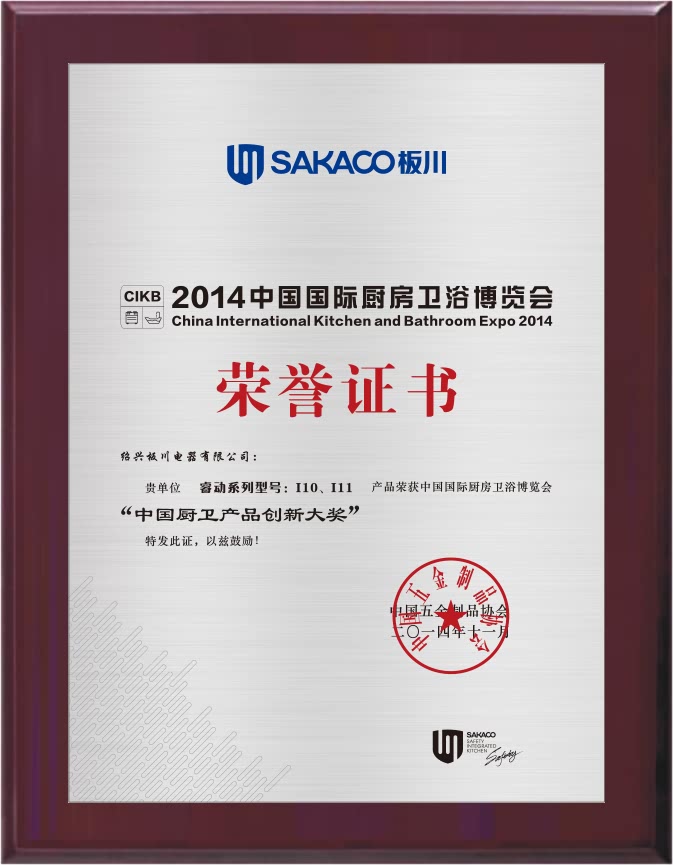 SAKACO板川
CIKB
2014中国国际厨房卫浴博览会
China International Kitchen and Bathroom Expo 2014
荣誉证书
绍兴板川电器有限公司：
贵单位 睿动系列型号：I10、I11 产品荣获中国国际厨房卫浴博览会
“中国厨卫产品创新大奖”
特发此证，以兹鼓励！
中国五金制品协会
中国五金制品协会
二〇一四年十一月
SAKACO
SAFETY
INTEGRATED
KITCHEN
Safety